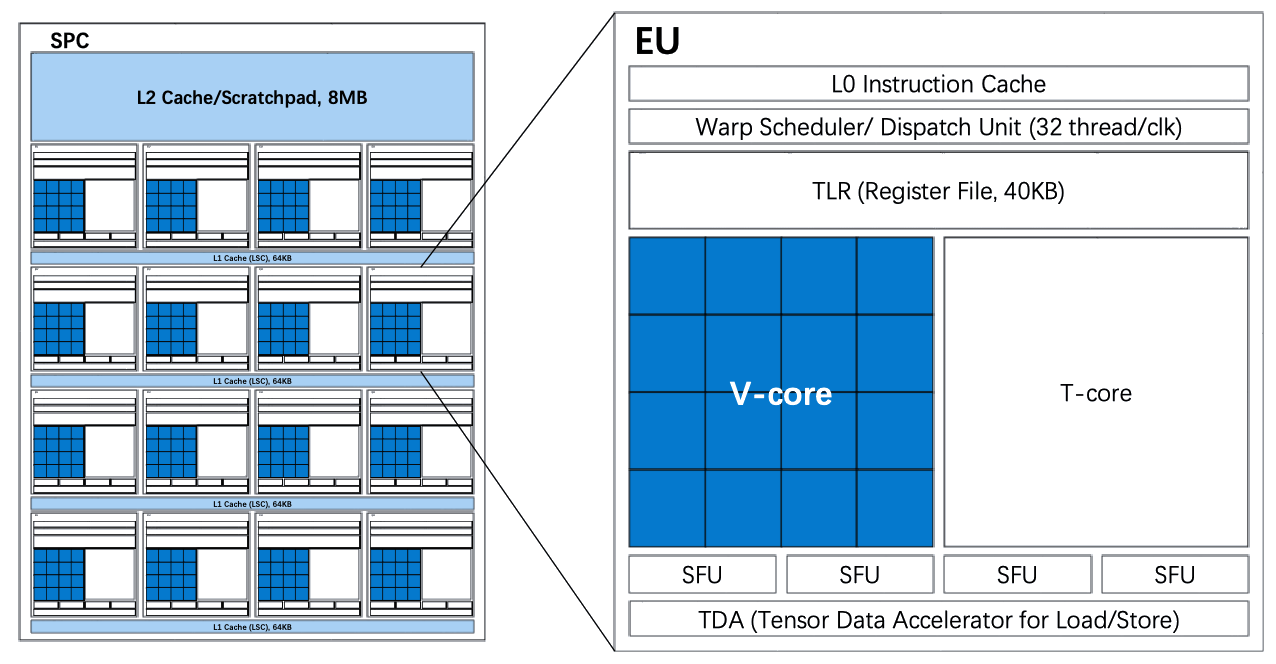 SPC
L2 Cache/Scratchpad, 8MB
L1 Cache (LSC), 64KB
L1 Cache (LSC), 64KB
L1 Cache (LSC), 64KB
L1 Cache (LSC), 64KB
EU
L0 Instruction Cache
Warp Scheduler/ Dispatch Unit (32 thread/clk)
TLR (Register File, 40KB)
V-core
T-core
SFU
SFU
SFU
SFU
TDA (Tensor Data Accelerator for Load/Store)